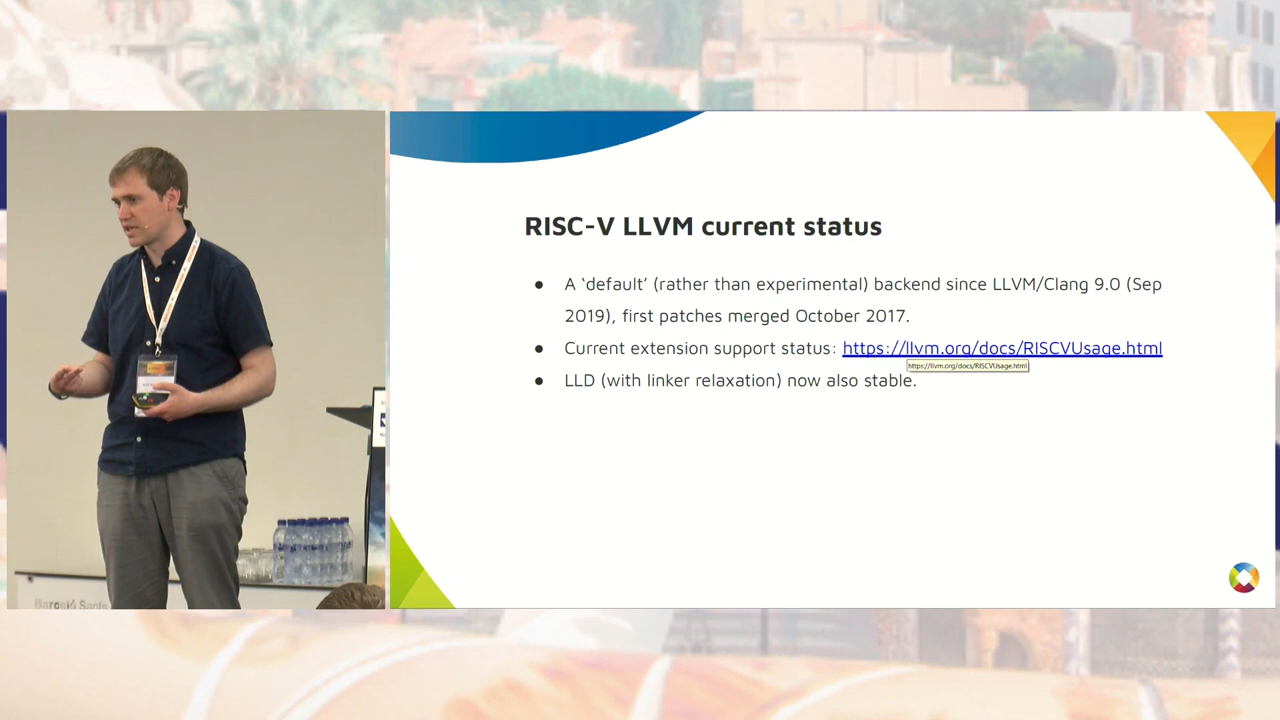 RISC-V LLVM current status
● A ‘default’ (rather than experimental) backend since LLVM/Clang 9.0 (Sep
2019), first patches merged October 2017.
● Current extension support status: https://llvm.org/docs/RISCVUsage.html
https://llvm.org/docs/RISCVUsage.html
● LLD (with linker relaxation) now also stable.
Barceló Sants